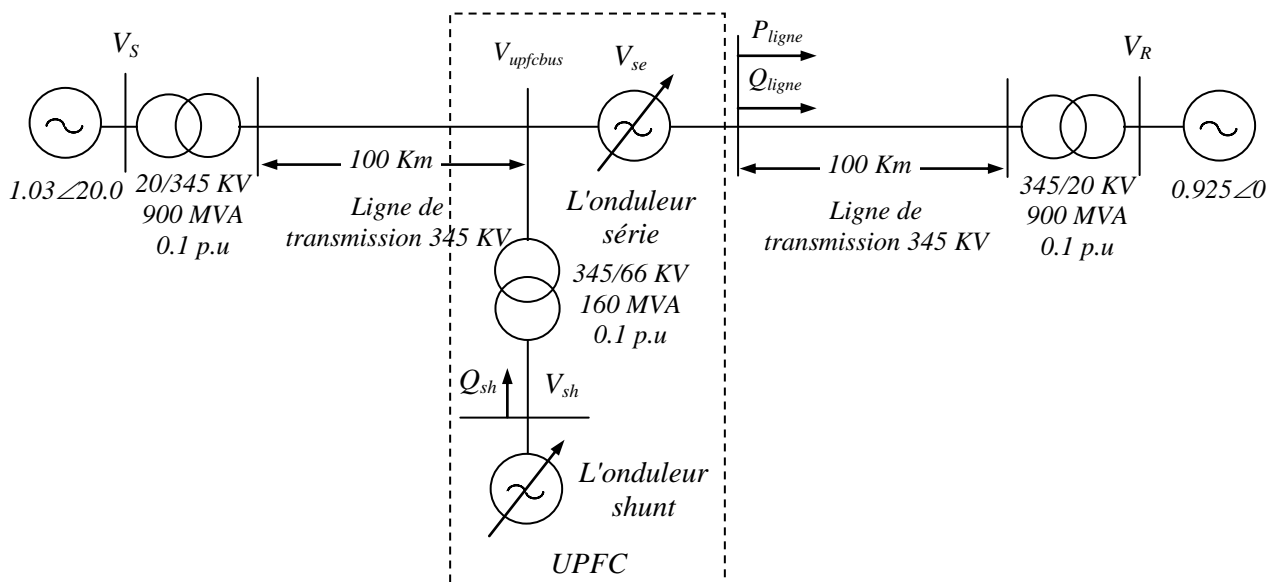 V_S
1.03∠20.0
20/345 KV
900 MVA
0.1 p.u
100 Km
Ligne de
transmission 345 KV
V_upfcbus
V_se
L'onduleur
série
345/66 KV
160 MVA
0.1 p.u
Q_sh
V_sh
L'onduleur
shunt
UPFC
P_ligne
Q_ligne
100 Km
Ligne de
transmission 345 KV
345/20 KV
900 MVA
0.1 p.u
V_R
0.925∠0